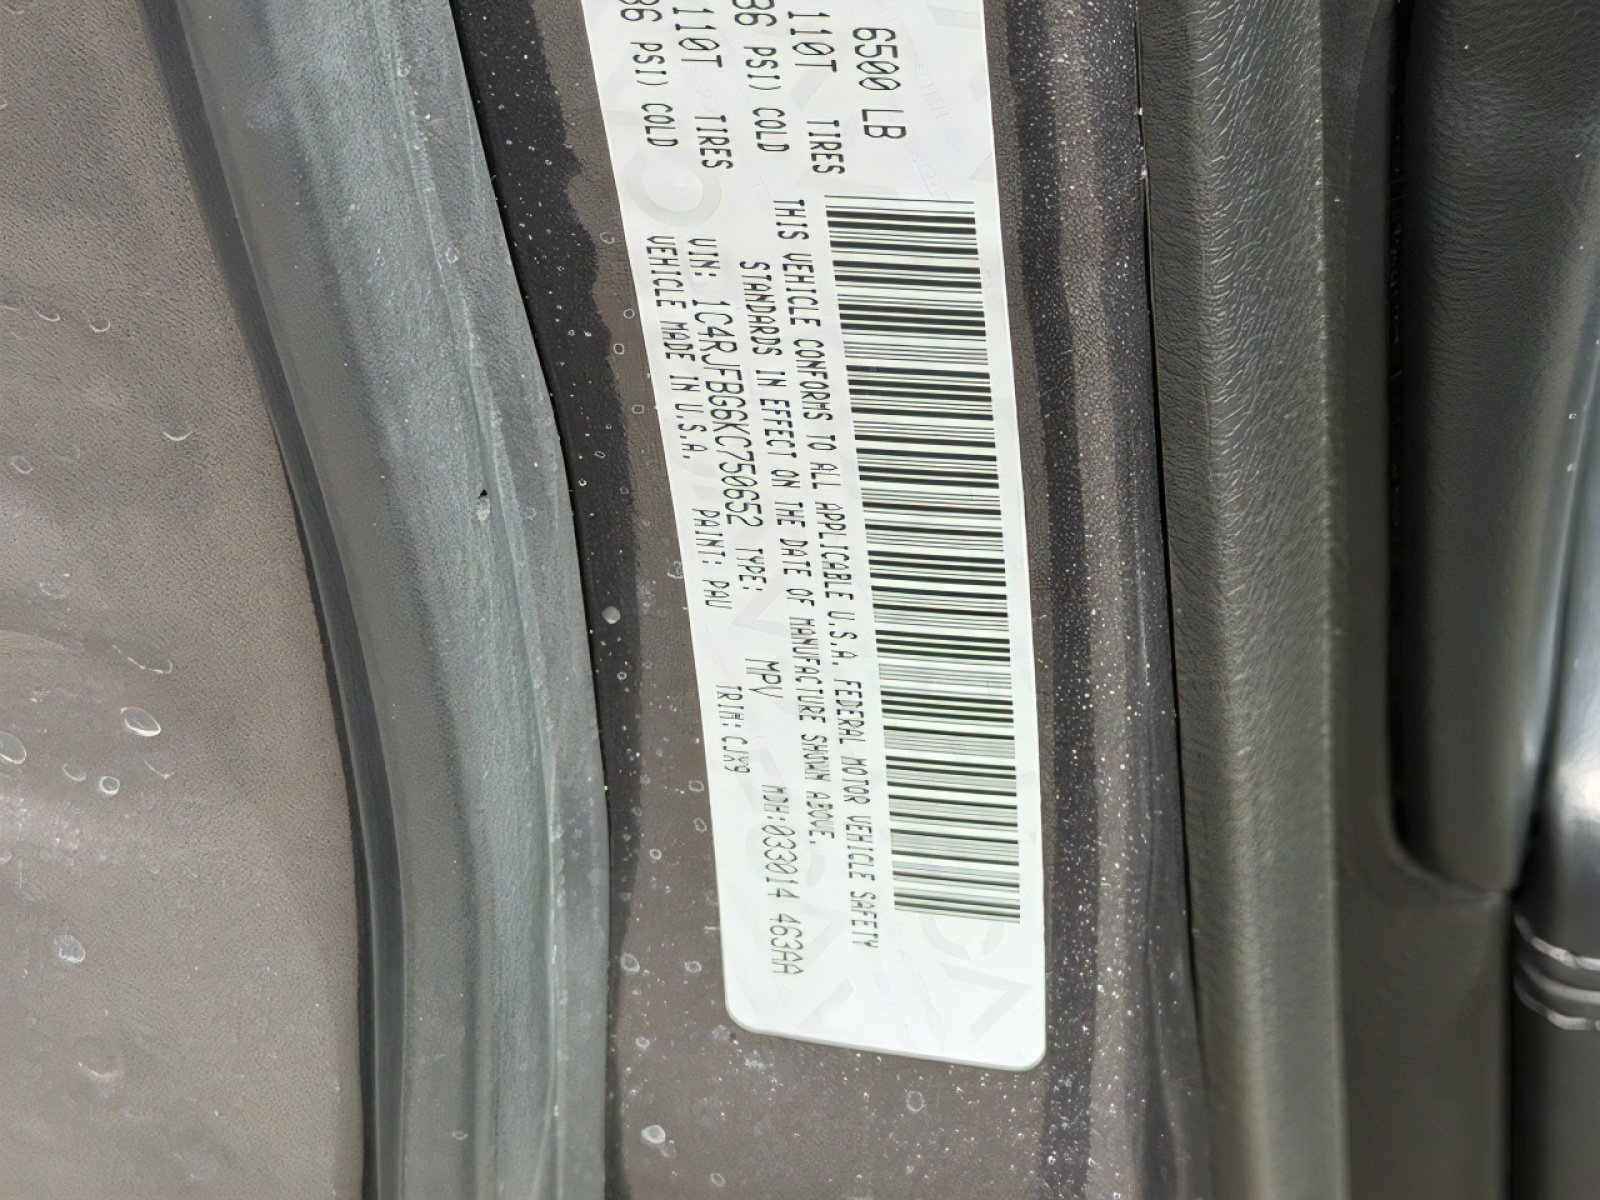 6500 LB
110T TIRES
36 PSI) COLD
110T TIRES
36 PSI) COLD
THIS VEHICLE CONFORMS TO ALL APPLICABLE U.S.A. FEDERAL MOTOR VEHICLE SAFETY
STANDARDS IN EFFECT ON THE DATE OF MANUFACTURE SHOWN ABOVE.
VIN: 1C4RJFBG6KC750652 TYPE: MPV MDH:033014 463AA
VEHICLE MADE IN U.S.A. PAINT: PAU TRIM: CJX9